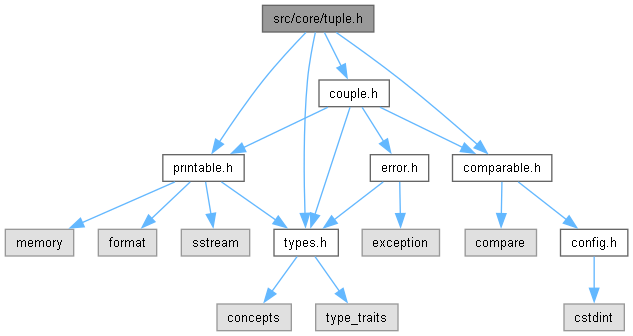 src/core/tuple.h
couple.h
printable.h
error.h
comparable.h
memory
format
sstream
types.h
exception
compare
config.h
concepts
type_traits
cstdint